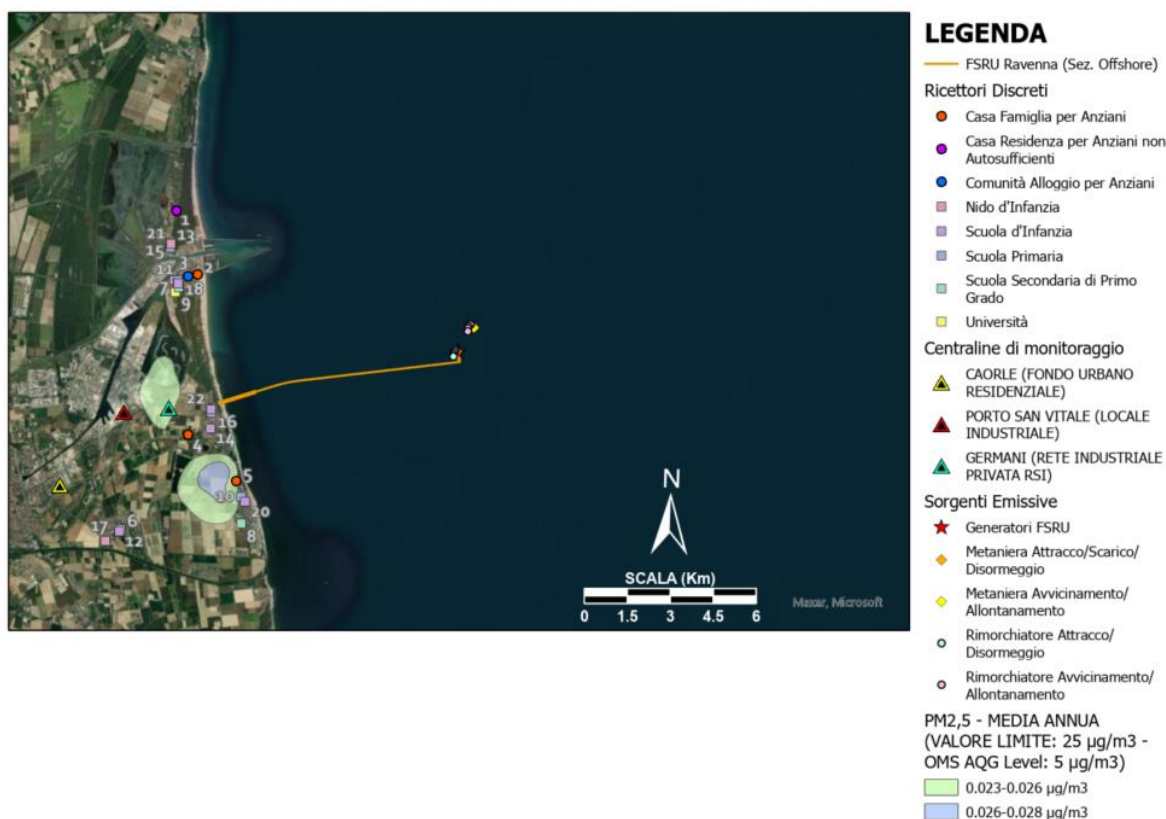 LEGENDA
FSRU Ravenna (Sez. Offshore)
Ricettori Discreti
Casa Famiglia per Anziani
Casa Residenza per Anziani non
Autosufficienti
Comunità Alloggio per Anziani
Nido d'Infanzia
Scuola d'Infanzia
Scuola Primaria
Scuola Secondaria di Primo
Grado
Università
Centraline di monitoraggio
CAORLE (FONDO URBANO
RESIDENZIALE)
PORTO SAN VITALE (LOCALE
INDUSTRIALE)
GERMANI (RETE INDUSTRIALE
PRIVATA RSI)
Sorgenti Emissive
Generatori FSRU
Metaniera Attracco/Scarico/
Disormeggio
Metaniera Avvicinamento/
Allontanamento
Rimorchiatore Attracco/
Disormeggio
Rimorchiatore Avvicinamento/
Allontanamento
PM2,5 - MEDIA ANNUA
(VALORE LIMITE: 25 µg/m3 -
OMS AQG Level: 5 µg/m3)
0.023-0.026 µg/m3
0.026-0.028 µg/m3
1
21 13
15
3 2
11
7 18
9
22
16
14
4
5
10
20
8
17 6
12
N
SCALA (Km)
0 1.5 3 4.5 6
Maxar, Microsoft